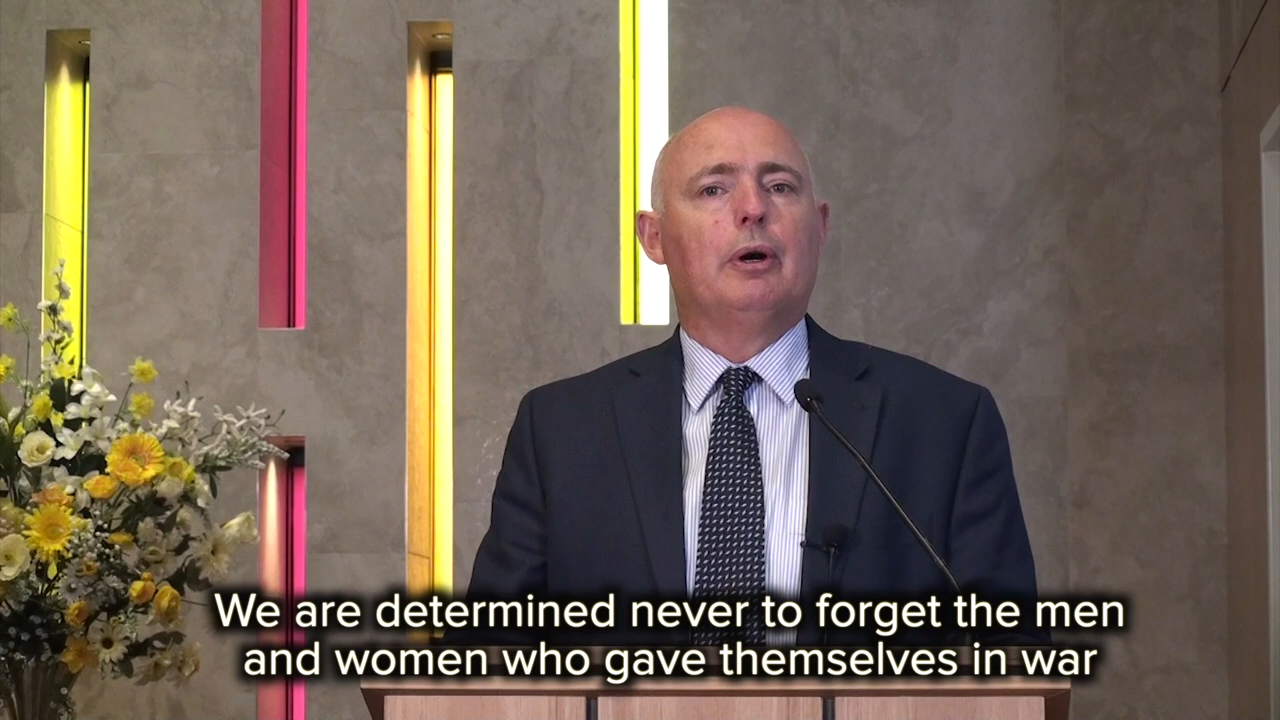 We are determined never to forget the men
and women who gave themselves in war